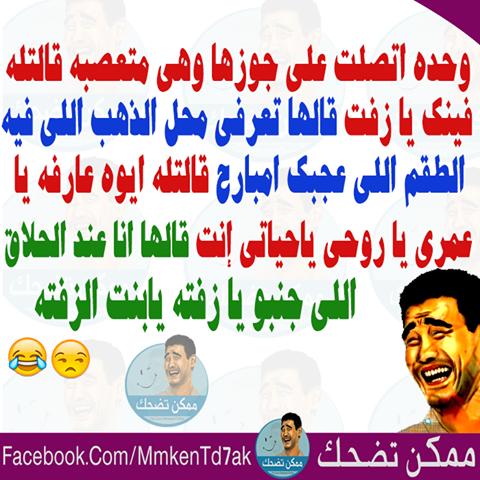 وحده اتصلت على جوزها وهى متعصبه قالتله
فينك يا زفت قالها تعرفى محل الذهب اللى فيه
الطقم اللى عجبك امبارح قالتله ايوه عارفه يا
عمرى يا روحى ياحياتى إنت قالها انا عند الحلاق
اللى جنبو يا زفته يابنت الزفته
ممكن تضحك
Facebook.Com/MmkenTd7ak
ممكن تضحك
ممكن تضحك